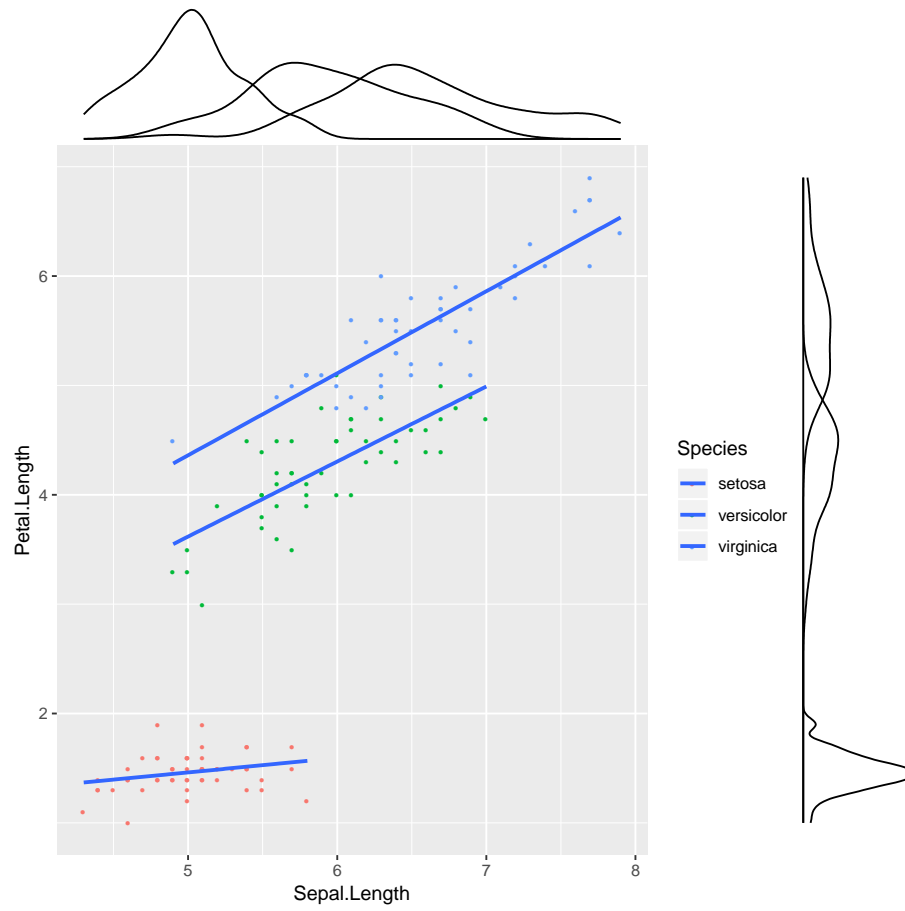 6
4
2
Petal.Length
5 6 7 8
Sepal.Length
Species
setosa
versicolor
virginica